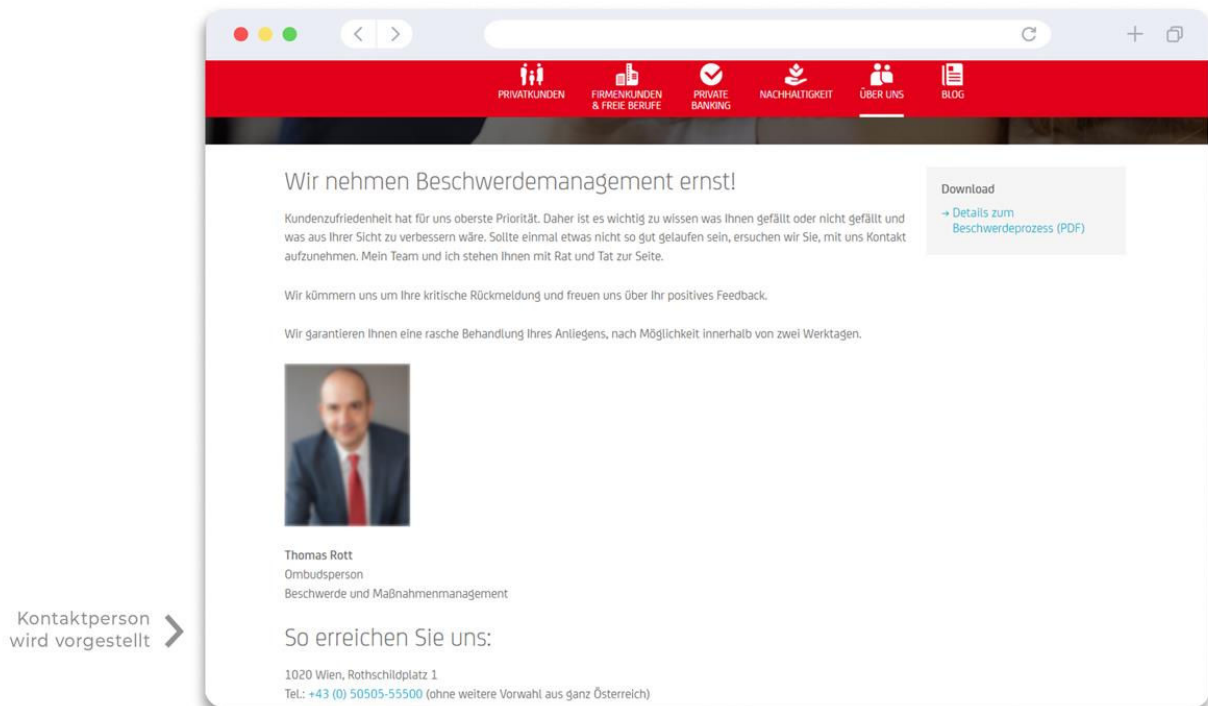 PRIVATKUNDEN
FIRMENKUNDEN
& FREIE BERUFE
PRIVATE
BANKING
NACHHALTIGKEIT
ÜBER UNS
BLOG
Wir nehmen Beschwerdemanagement ernst!
Kundenzufriedenheit hat für uns oberste Priorität. Daher ist es wichtig zu wissen was Ihnen gefällt oder nicht gefällt und
was aus Ihrer Sicht zu verbessern wäre. Sollte einmal etwas nicht so gut gelaufen sein, ersuchen wir Sie, mit uns Kontakt
aufzunehmen. Mein Team und ich stehen Ihnen mit Rat und Tat zur Seite.
Wir kümmern uns um Ihre kritische Rückmeldung und freuen uns über Ihr positives Feedback.
Wir garantieren Ihnen eine rasche Behandlung Ihres Anliegens, nach Möglichkeit innerhalb von zwei Werktagen.
Download
→ Details zum
Beschwerdeprozess (PDF)
Thomas Rott
Ombudsperson
Beschwerde und Maßnahmenmanagement
Kontaktperson
wird vorgestellt
So erreichen Sie uns:
1020 Wien, Rothschildplatz 1
Tel.: +43 (0) 50505-55500 (ohne weitere Vorwahl aus ganz Österreich)